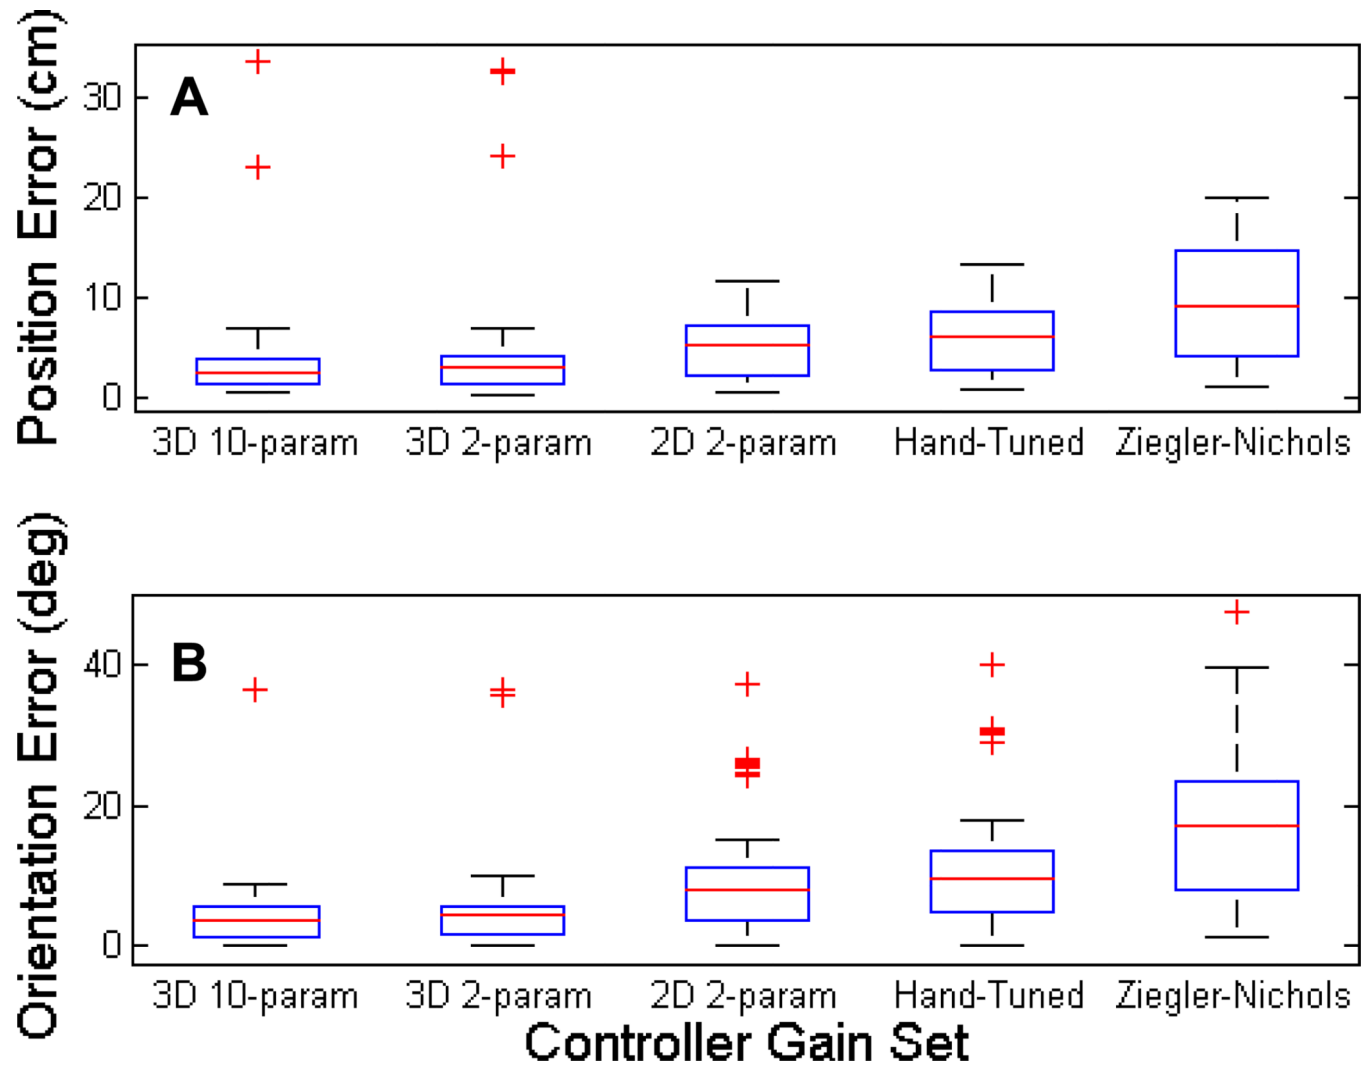 Position Error (cm)
A
30
20
10
0
3D 10-param 3D 2-param 2D 2-param Hand-Tuned Ziegler-Nichols
Orientation Error (deg)
B
40
20
0
3D 10-param 3D 2-param 2D 2-param Hand-Tuned Ziegler-Nichols
Controller Gain Set